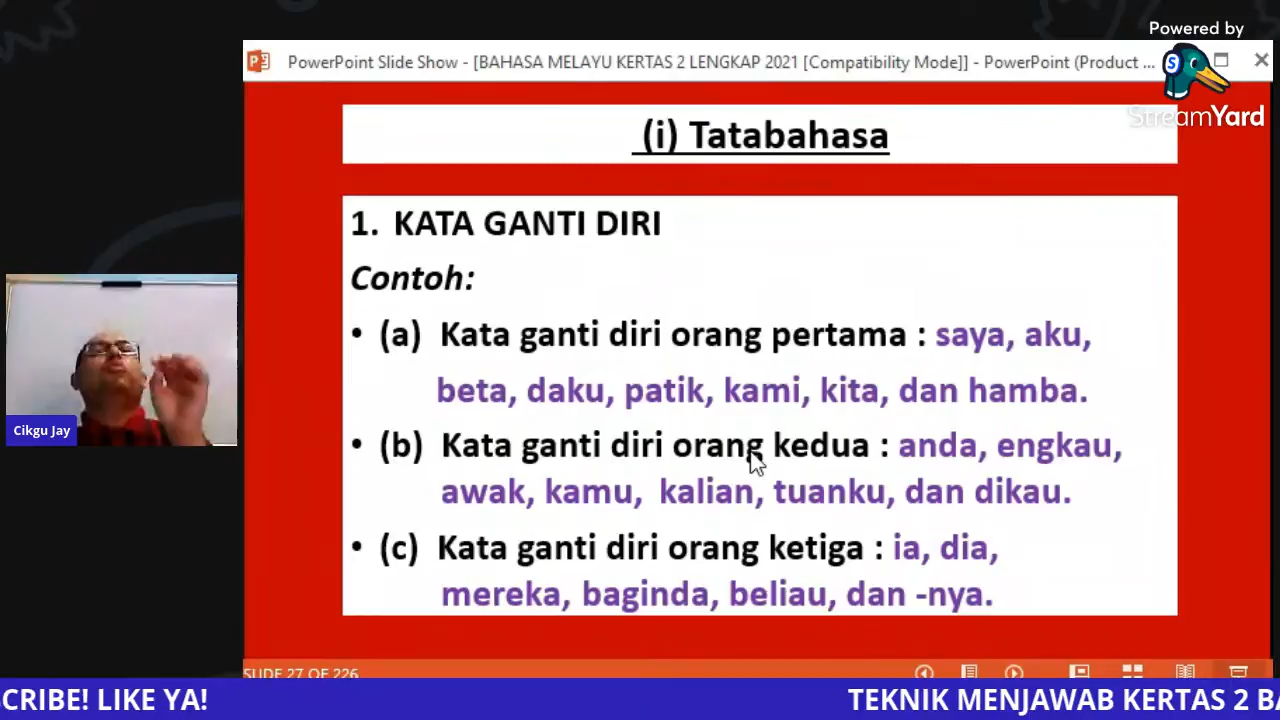 Powered by
StreamYard
PowerPoint Slide Show - [BAHASA MELAYU KERTAS 2 LENGKAP 2021 [Compatibility Mode]] - PowerPoint (Product ...
(i) Tatabahasa
1. KATA GANTI DIRI
Contoh:
• (a) Kata ganti diri orang pertama : saya, aku,
beta, daku, patik, kami, kita, dan hamba.
• (b) Kata ganti diri orang kedua : anda, engkau,
awak, kamu, kalian, tuanku, dan dikau.
• (c) Kata ganti diri orang ketiga : ia, dia,
mereka, baginda, beliau, dan -nya.
Cikgu Jay
SLIDE 27 OF 226
SCRIBE! LIKE YA!
TEKNIK MENJAWAB KERTAS 2 BA